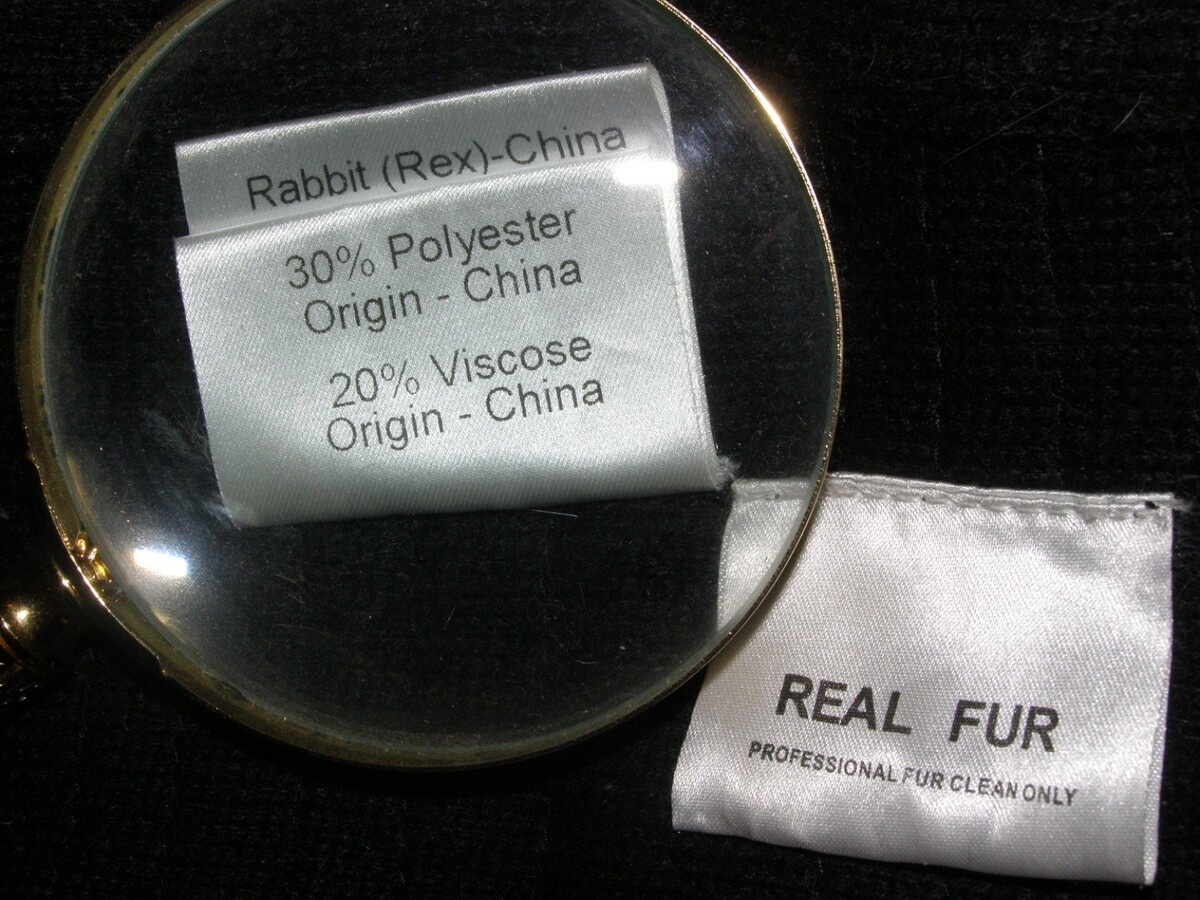 Rabbit (Rex)-China
30% Polyester
Origin - China
20% Viscose
Origin - China
REAL FUR
PROFESSIONAL FUR CLEAN ONLY